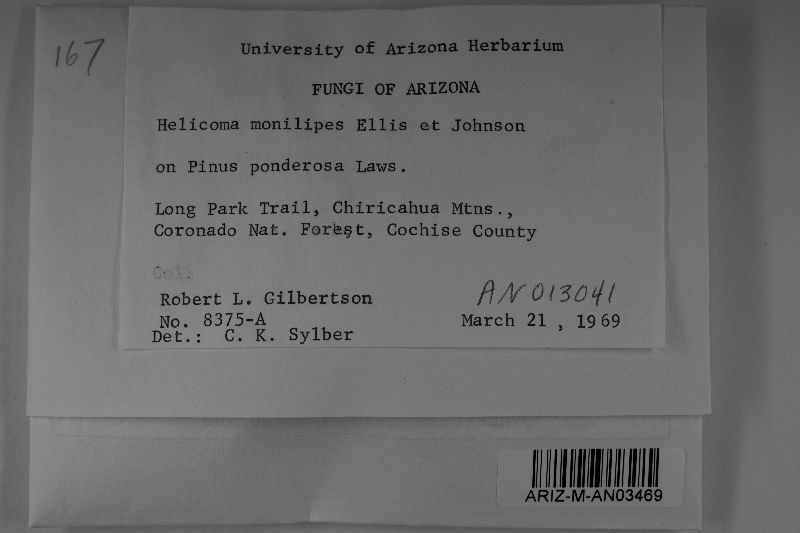 167
University of Arizona Herbarium
FUNGI OF ARIZONA
Helicoma monilipes Ellis et Johnson
on Pinus ponderosa Laws.
Long Park Trail, Chiricahua Mtns.,
Coronado Nat. Forest, Cochise County
Robert L. Gilbertson
AN013041
No. 8375-A
March 21, 1969
Det.: C. K. Sylber
ARIZ-M-AN03469